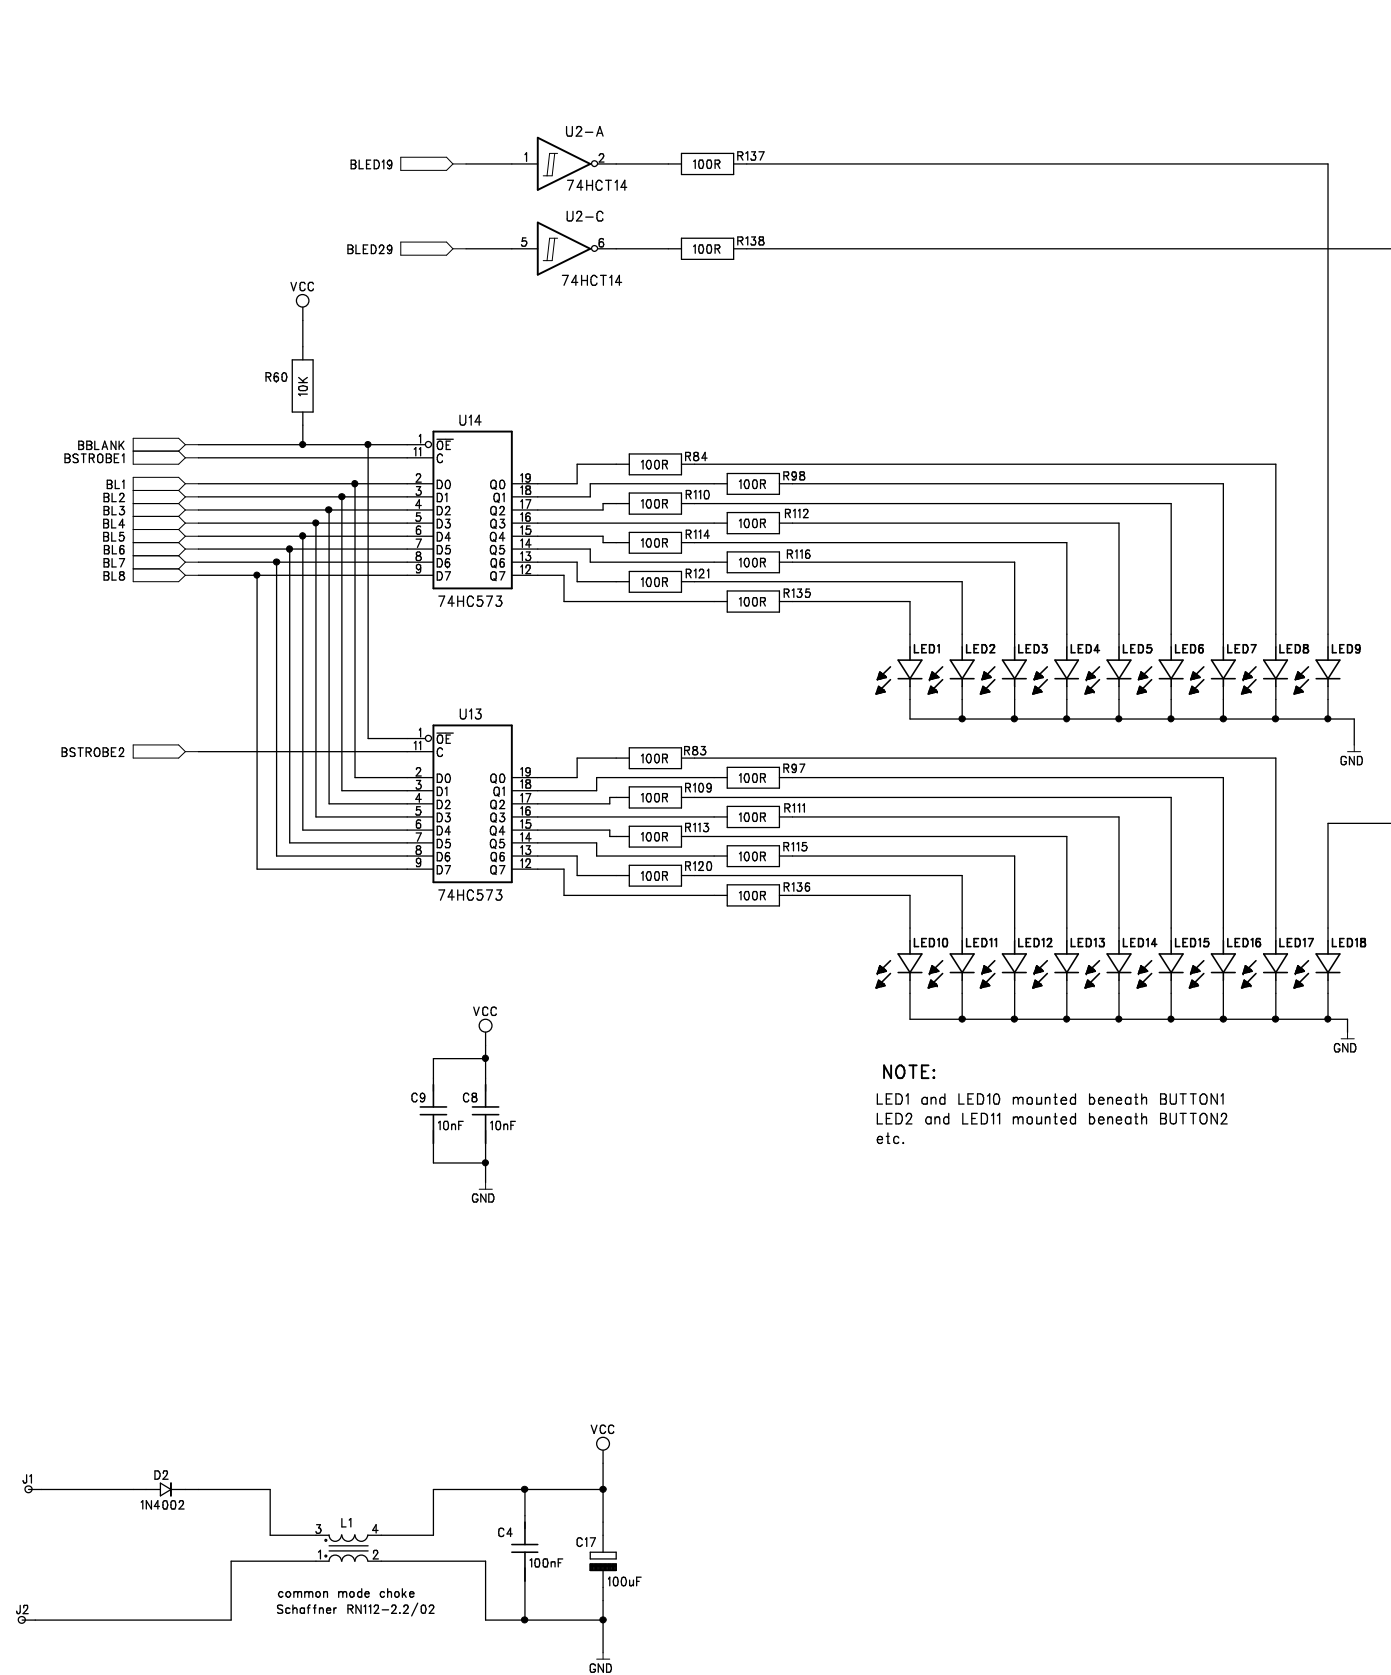 U2-A
BLED19
1
2
100R
R137
74HCT14
U2-C
BLED29
5
6
100R
R138
74HCT14
VCC
R60
10K
U14
BBLANK
1
OE
BSTROBE1
11
C
BL1
2
D0
Q0
19
BL2
3
D1
Q1
18
BL3
4
D2
Q2
17
BL4
5
D3
Q3
16
BL5
6
D4
Q4
15
BL6
7
D5
Q5
14
BL7
8
D6
Q6
13
BL8
9
D7
Q7
12
74HC573
100R
R84
100R
R98
100R
R110
100R
R112
100R
R114
100R
R116
100R
R121
100R
R135
LED1
LED2
LED3
LED4
LED5
LED6
LED7
LED8
LED9
GND
U13
1
OE
BSTROBE2
11
C
2
D0
Q0
19
3
D1
Q1
18
4
D2
Q2
17
5
D3
Q3
16
6
D4
Q4
15
7
D5
Q5
14
8
D6
Q6
13
9
D7
Q7
12
74HC573
100R
R83
100R
R97
100R
R109
100R
R111
100R
R113
100R
R115
100R
R120
100R
R136
LED10
LED11
LED12
LED13
LED14
LED15
LED16
LED17
LED18
GND
VCC
C9
10nF
C8
10nF
GND
NOTE:
LED1 and LED10 mounted beneath BUTTON1
LED2 and LED11 mounted beneath BUTTON2
etc.
VCC
J1
D2
1N4002
L1
3
4
1
2
C4
100nF
C17
100uF
common mode choke
Schaffner RN112-2.2/02
J2
GND